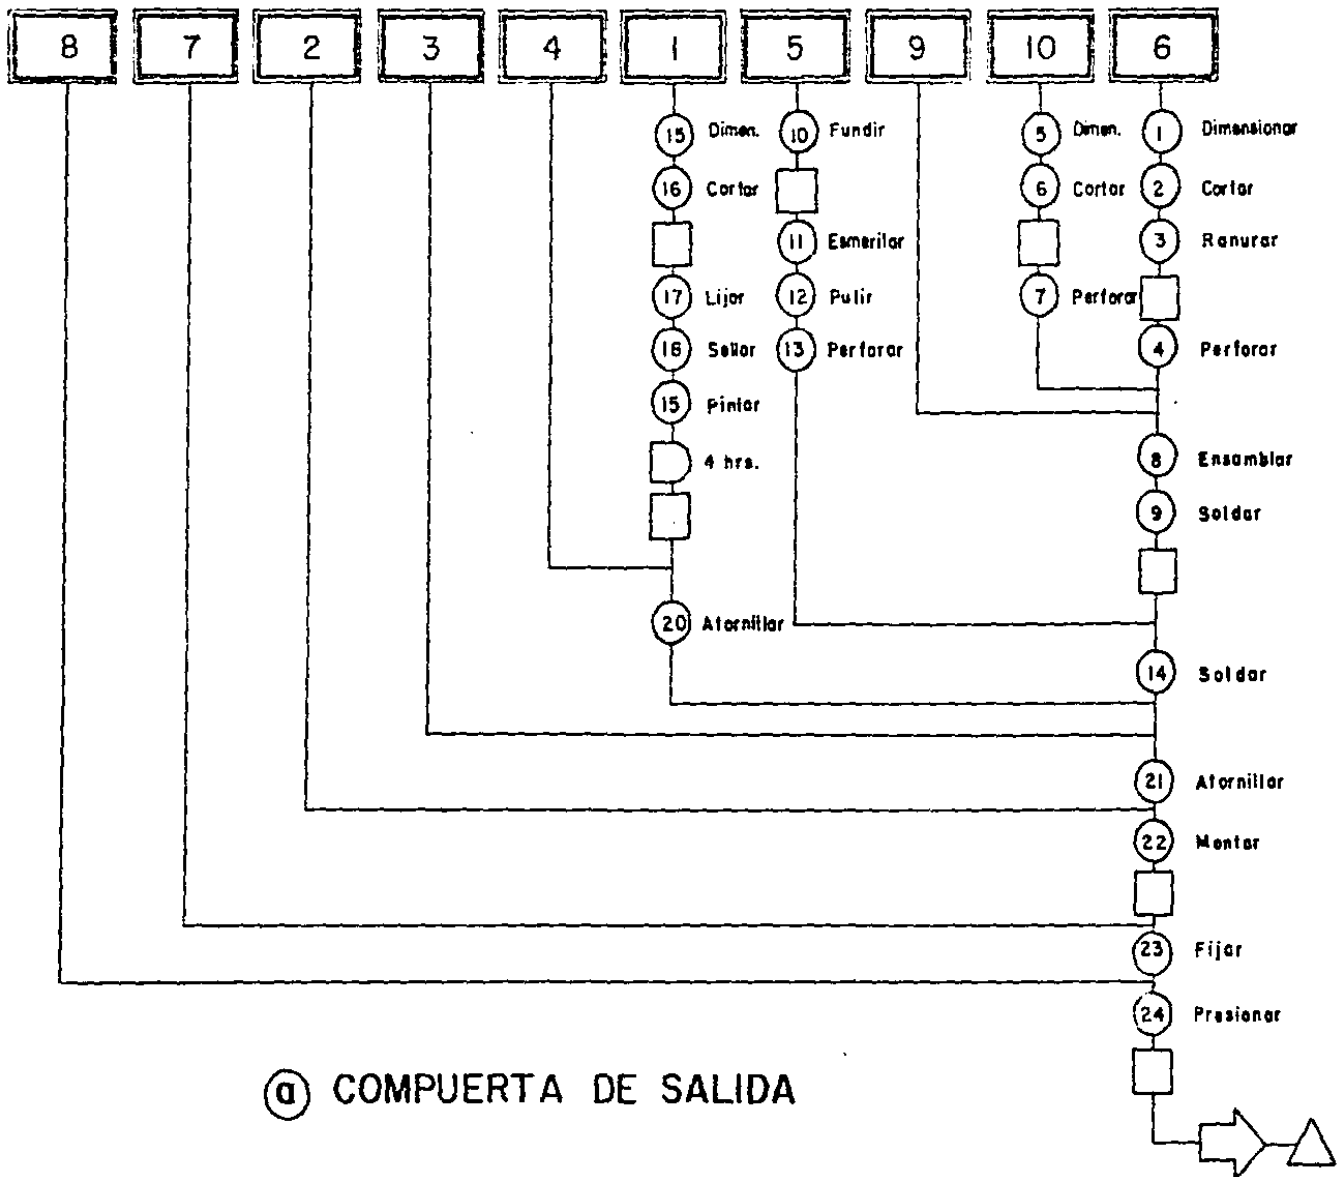 8 7 2 3 4 1 5 9 10 6
15 Dimen. 10 Fundir 5 Dimen. 1 Dimensionar
16 Cortar 6 Cortar 2 Cortar
11 Esmerilar 3 Ranurar
17 Lijar 12 Pulir 7 Perforar
18 Sellar 13 Perforar 4 Perforar
15 Pintar
4 hrs. 8 Ensamblar
9 Soldar
20 Atornillar
14 Soldar
21 Atornillar
22 Montar
23 Fijar
24 Presionar
a COMPUERTA DE SALIDA